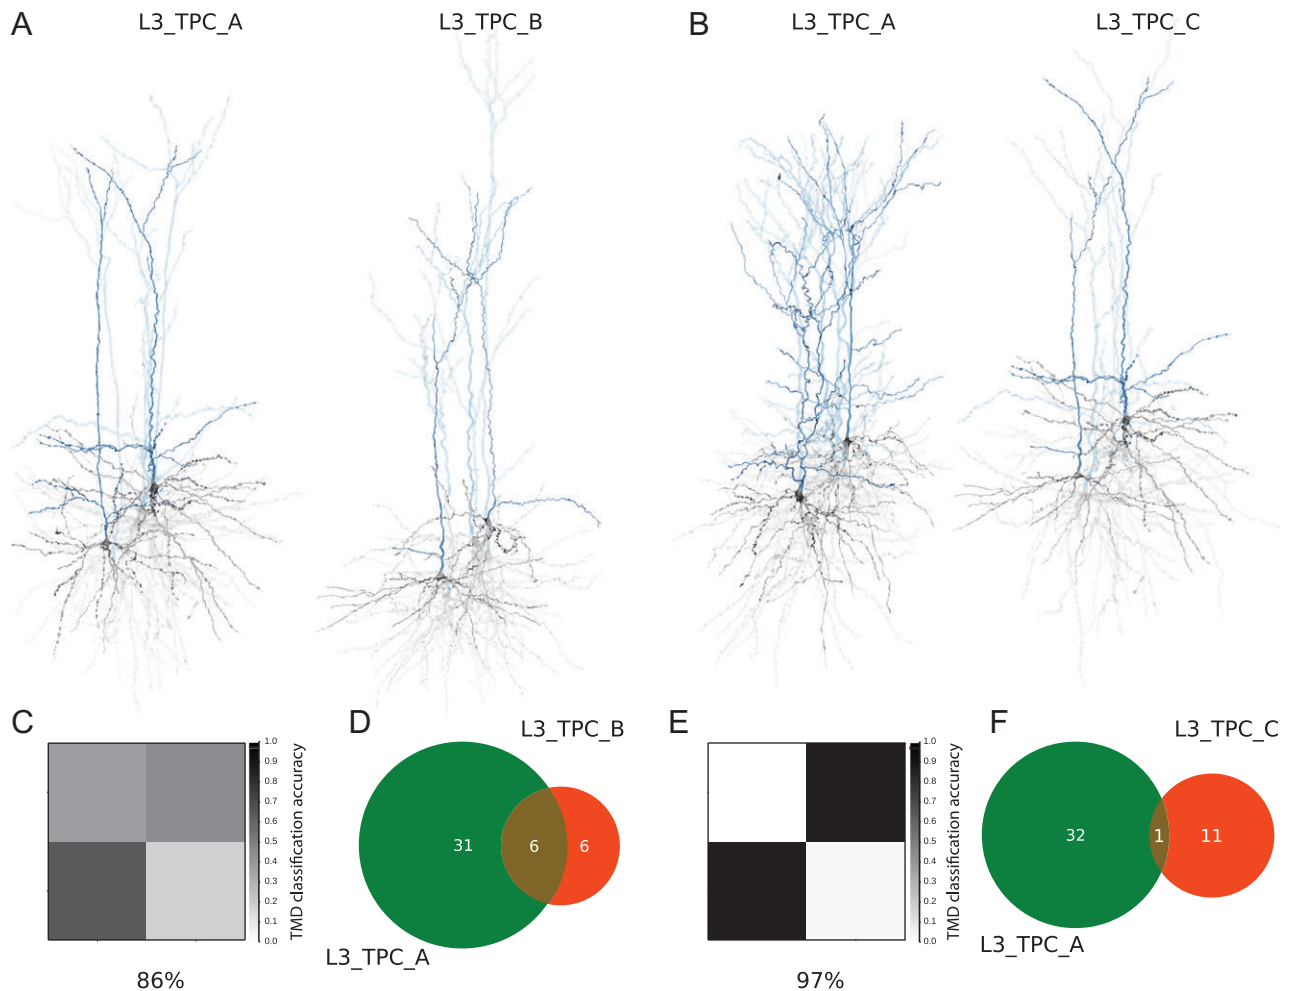 A
L3_TPC_A
L3_TPC_B
B
L3_TPC_A
L3_TPC_C
C
1.0
0.9
0.8
0.7
0.6
0.5
0.4
0.3
0.2
0.1
0.0
TMD classification accuracy
86%
D
L3_TPC_B
31
6
6
L3_TPC_A
E
1.0
0.9
0.8
0.7
0.6
0.5
0.4
0.3
0.2
0.1
0.0
TMD classification accuracy
97%
F
L3_TPC_C
32
1
11
L3_TPC_A